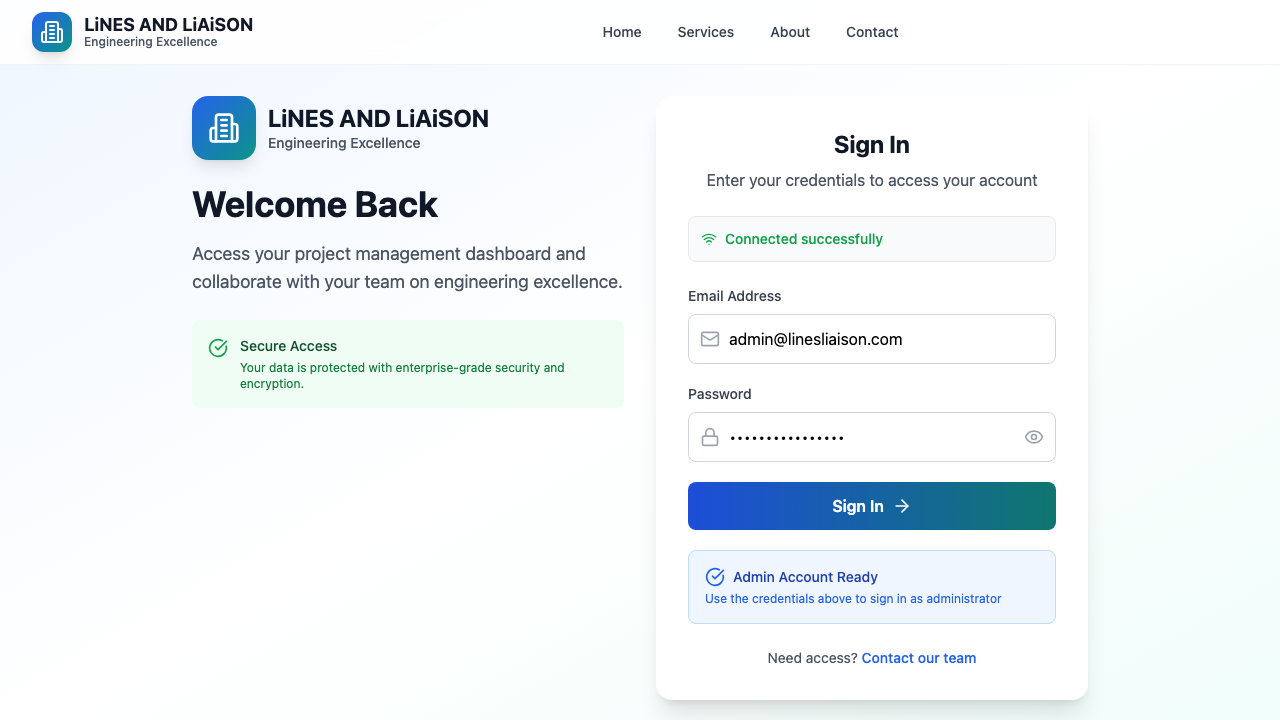 LiNES AND LiAiSON
Engineering Excellence
Home
Services
About
Contact
LiNES AND LiAiSON
Engineering Excellence
Welcome Back
Access your project management dashboard and
collaborate with your team on engineering excellence.
Secure Access
Your data is protected with enterprise-grade security and
encryption.
Sign In
Enter your credentials to access your account
Connected successfully
Email Address
admin@linesliaison.com
Password
••••••••••••••••
Sign In
Admin Account Ready
Use the credentials above to sign in as administrator
Need access? Contact our team